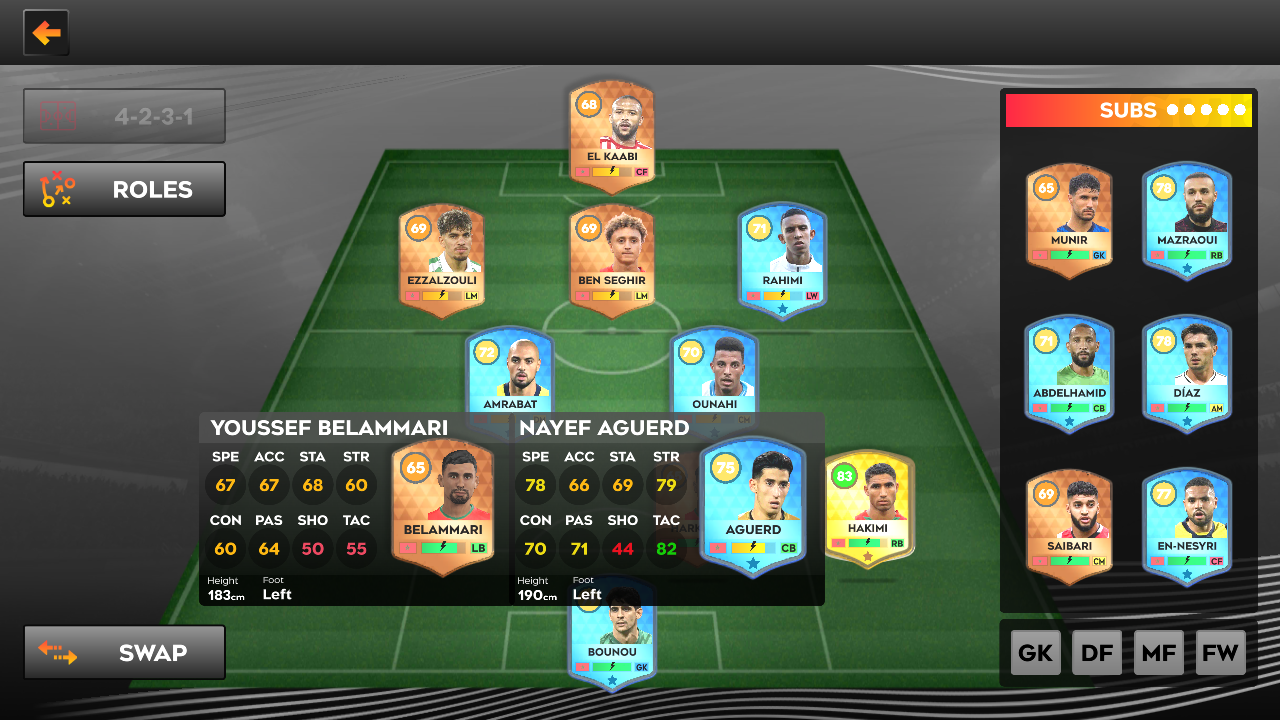 4-2-3-1
ROLES
SWAP
68
EL KAABI
CF
69
EZZALZOULI
LM
69
BEN SEGHIR
LM
71
RAHIMI
LW
72
AMRABAT
70
OUNAHI
CM
YOUSSEF BELAMMARI
SPE ACC STA STR
67 67 68 60
CON PAS SHO TAC
60 64 50 55
Height
183cm
Foot
Left
65
BELAMMARI
LB
NAYEF AGUERD
SPE ACC STA STR
78 66 69 79
CON PAS SHO TAC
70 71 44 82
Height
190cm
Foot
Left
75
AGUERD
CB
83
HAKIMI
RB
BOUNOU
GK
SUBS
65
MUNIR
GK
78
MAZRAOUI
RB
71
ABDELHAMID
CB
78
DÍAZ
AM
69
SAIBARI
CM
77
EN-NESYRI
CF
GK DF MF FW